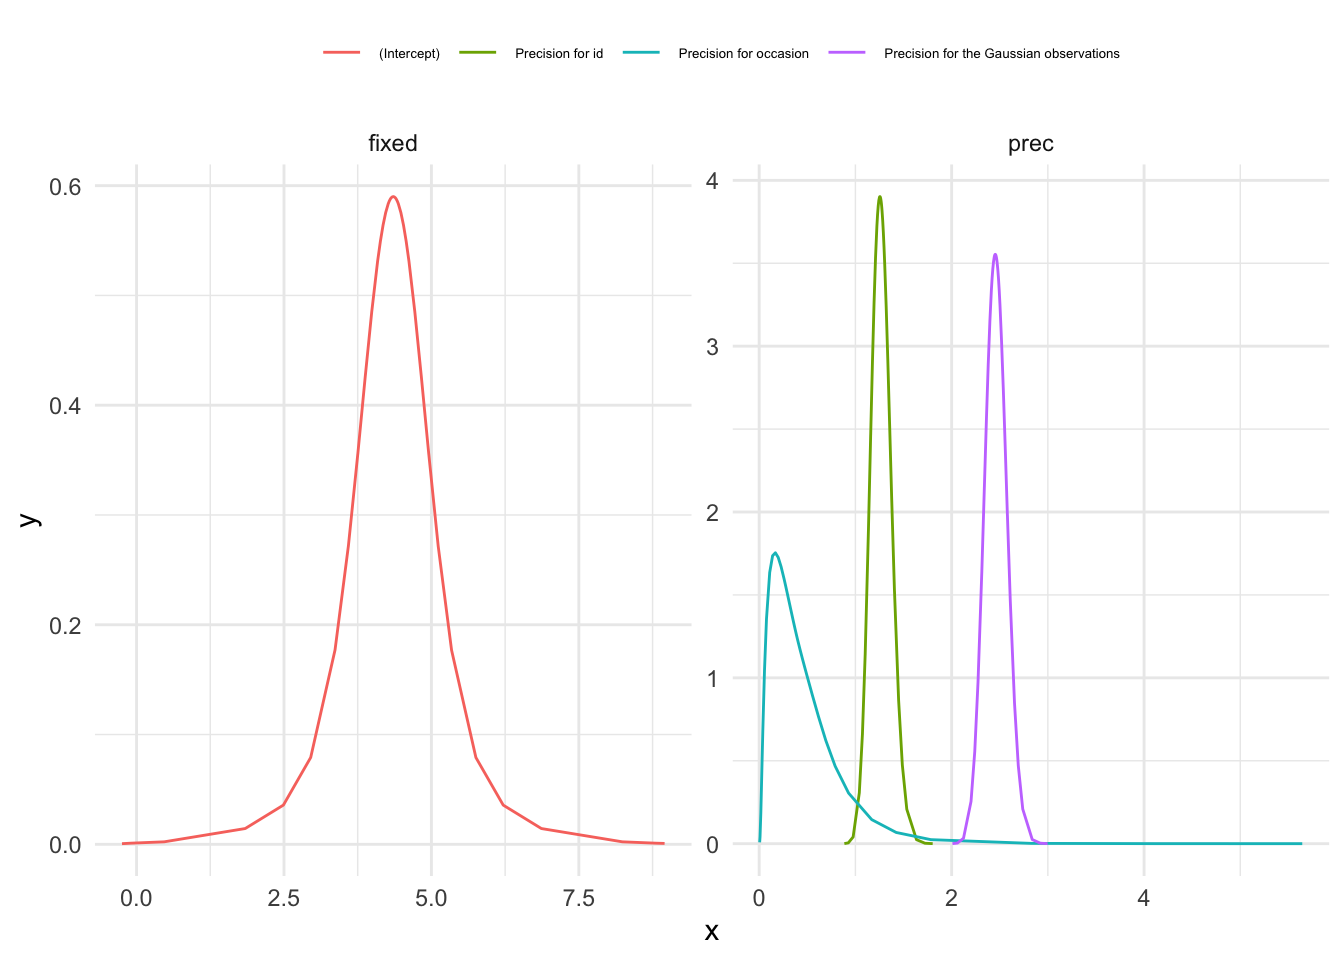 (Intercept) Precision for id Precision for occasion Precision for the Gaussian observations
fixed
prec
0.6
0.4
0.2
0.0
4
3
2
1
0
y
0.0 2.5 5.0 7.5
0 2 4
x